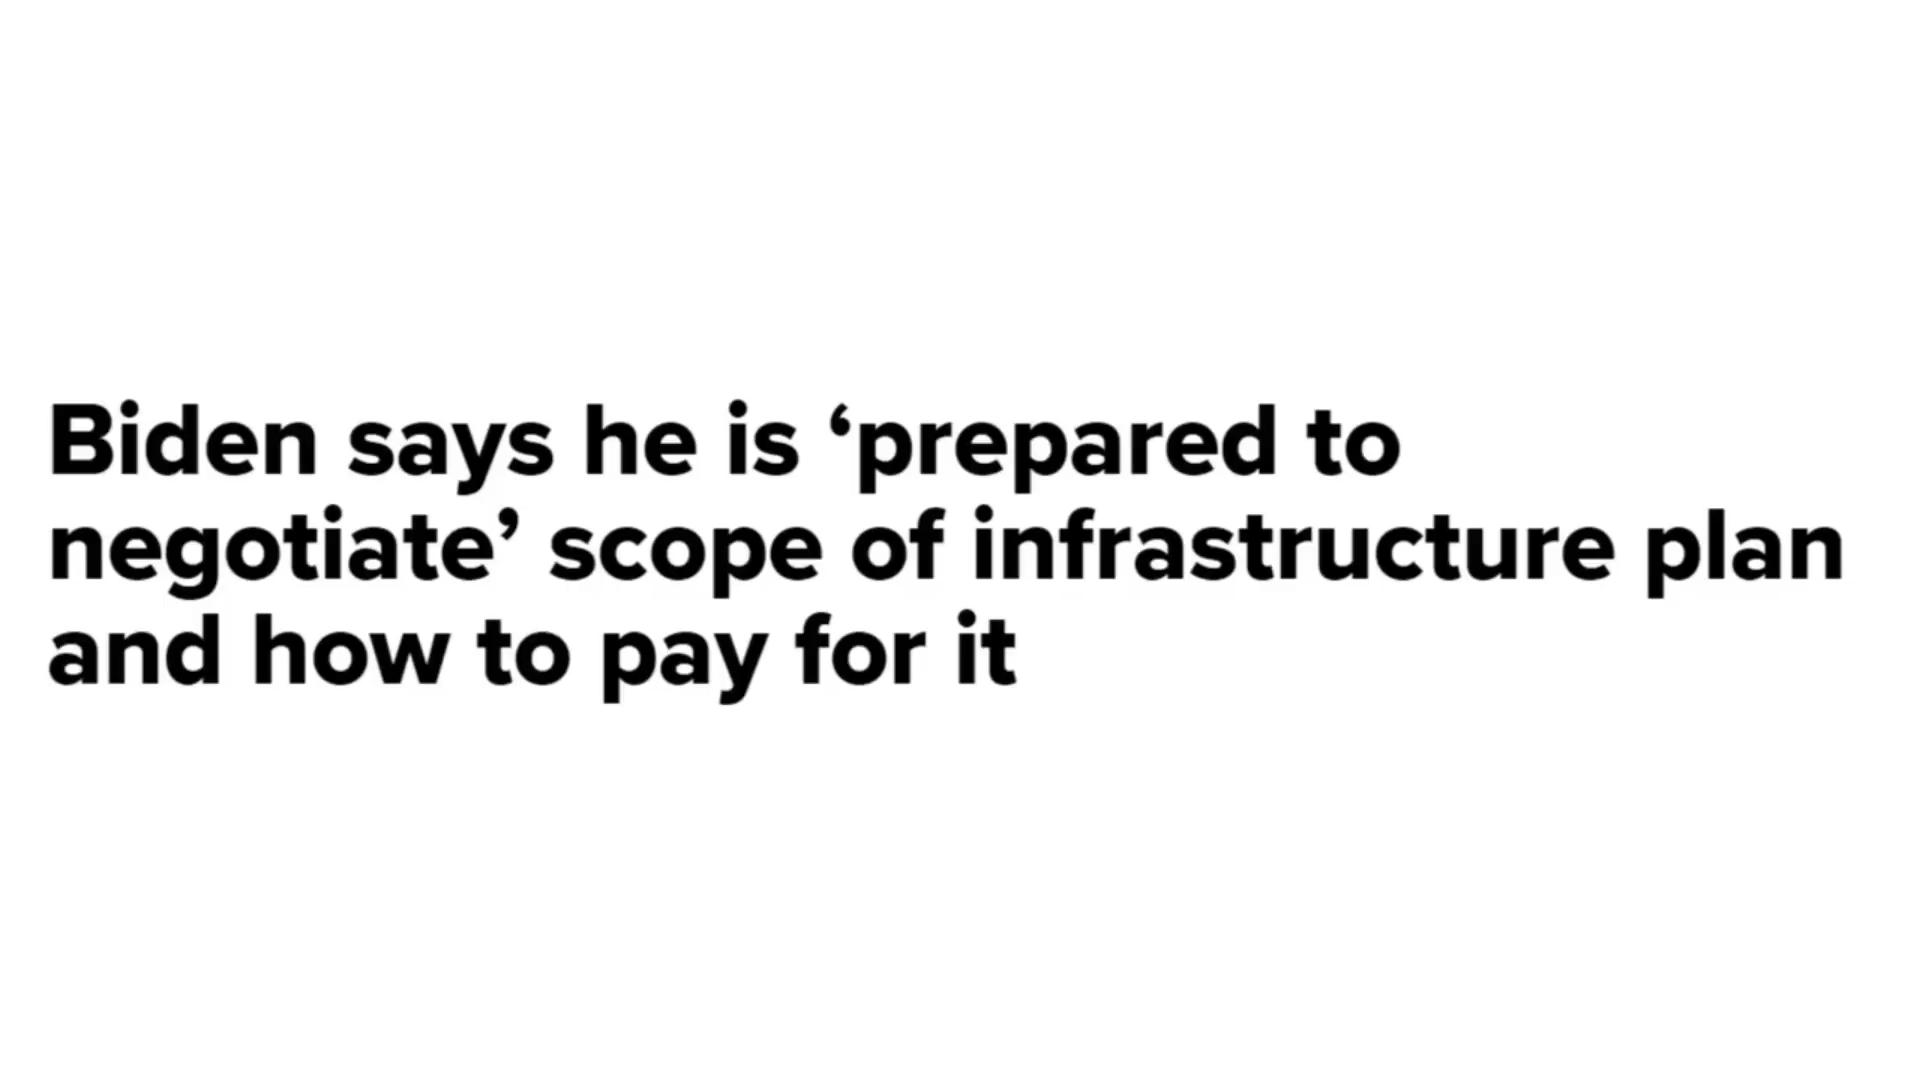 Biden says he is ‘prepared to
negotiate’ scope of infrastructure plan
and how to pay for it